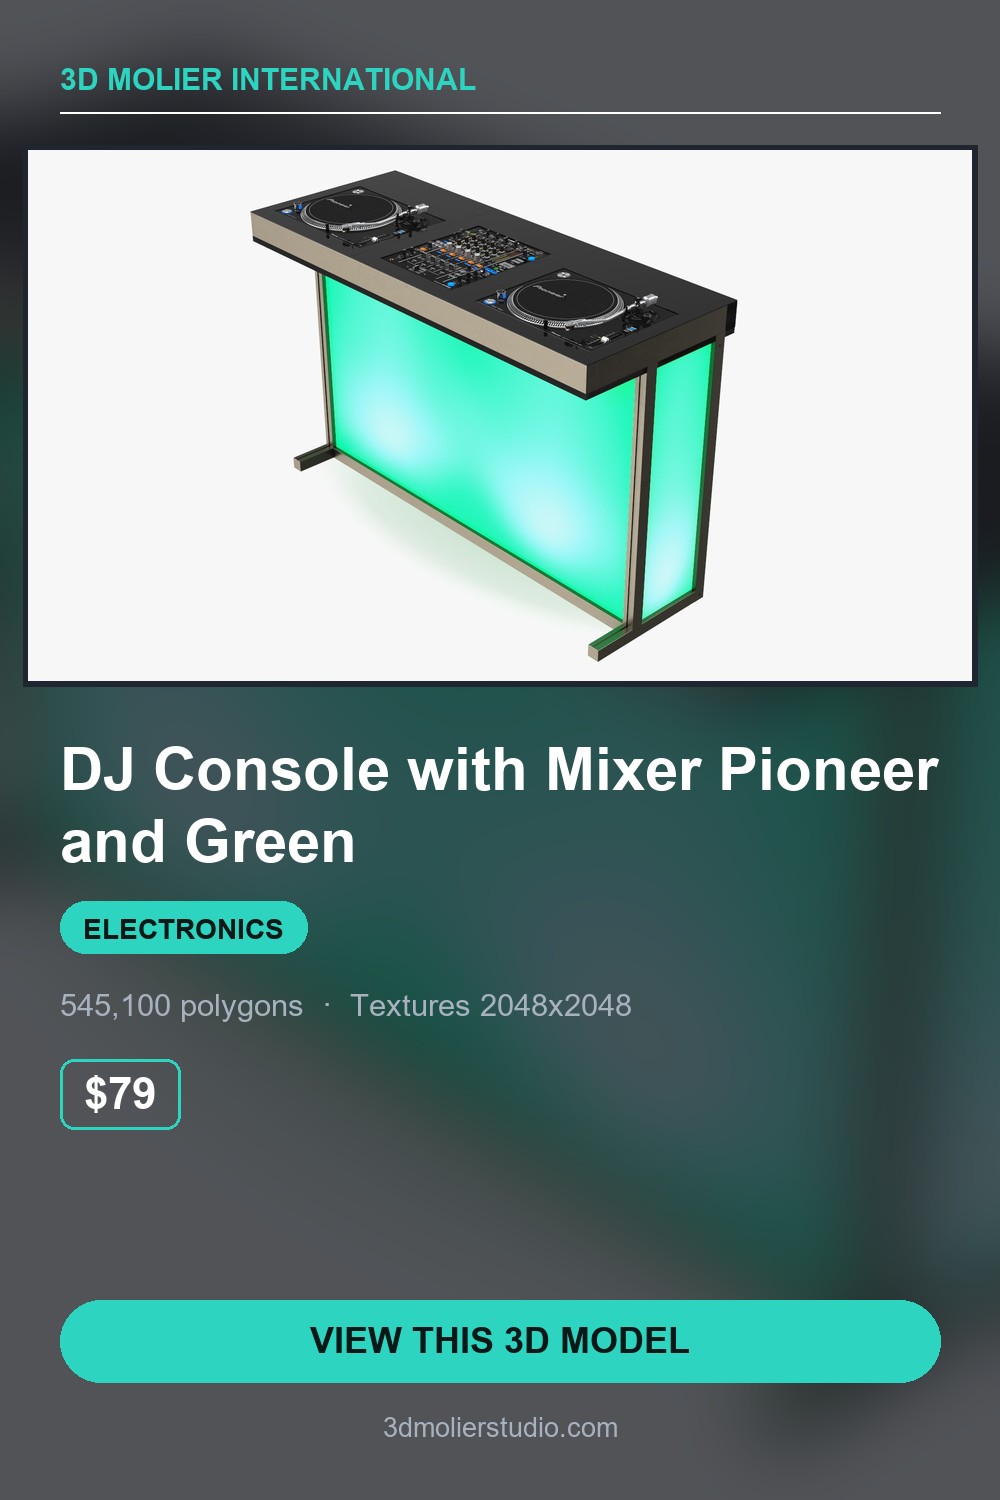 3D MOLIER INTERNATIONAL
DJ Console with Mixer Pioneer
and Green
ELECTRONICS
545,100 polygons · Textures 2048x2048
$79
VIEW THIS 3D MODEL
3dmolierstudio.com